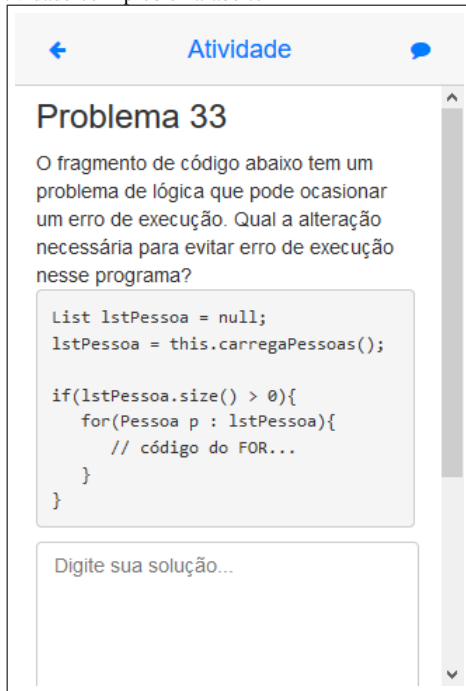 Atividade
Problema 33
O fragmento de código abaixo tem um
problema de lógica que pode ocasionar
um erro de execução. Qual a alteração
necessária para evitar erro de execução
nesse programa?
List lstPessoa = null;
lstPessoa = this.carregaPessoas();
if(lstPessoa.size() > 0){
for(Pessoa p : lstPessoa){
// código do FOR...
}
}
Digite sua solução...